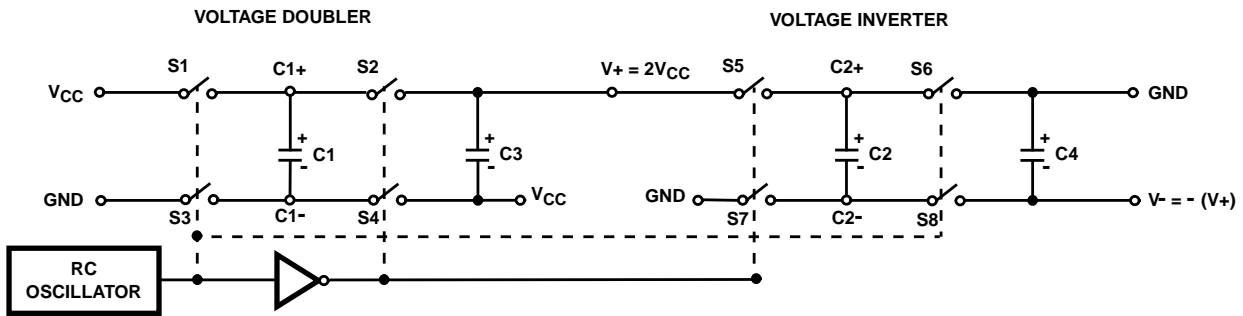 VOLTAGE DOUBLER
VOLTAGE INVERTER
S1 C1+ S2 V+ = 2VCC S5 C2+ S6
VCC GND
+ C1 - + C3 - + C2 - + C4 -
GND VCC GND V- = - (V+)
S3 C1- S4 S7 C2- S8
RC
OSCILLATOR